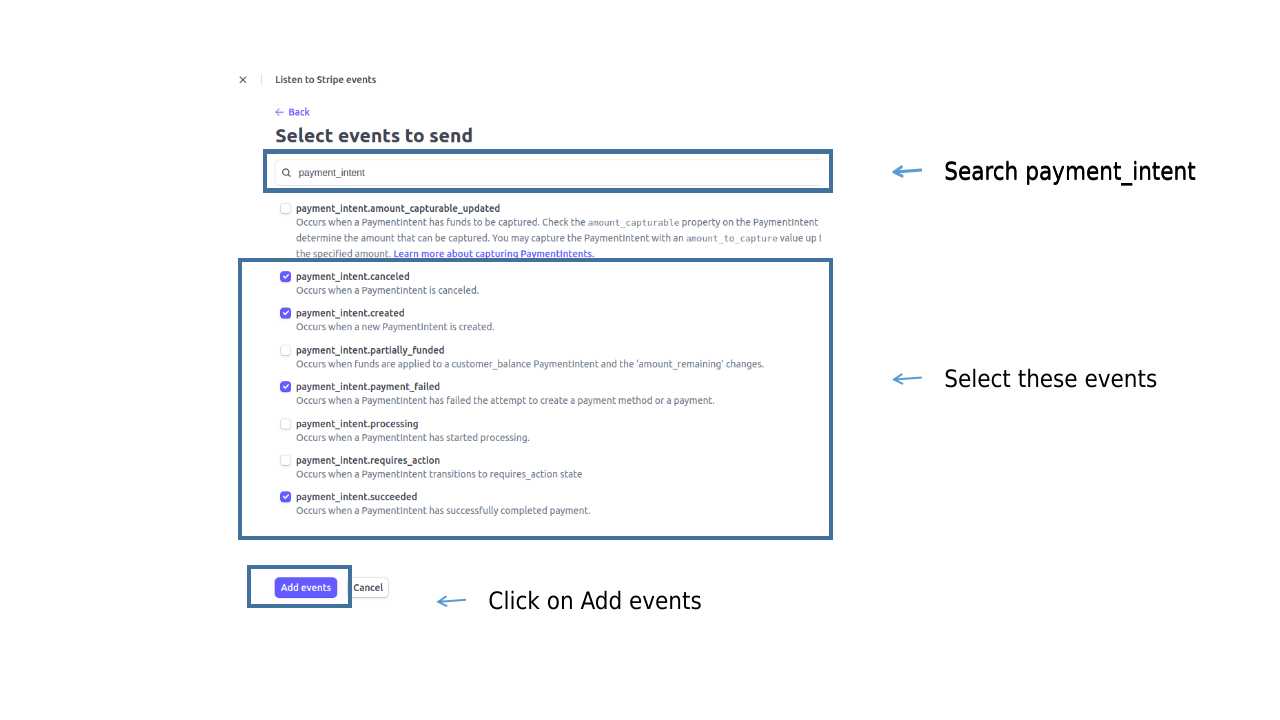 Listen to Stripe events
Back
Select events to send
payment_intent
Search payment_intent
payment_intent.amount_capturable_updated
Occurs when a PaymentIntent has funds to be captured. Check the amount_capturable property on the PaymentIntent
determine the amount that can be captured. You may capture the PaymentIntent with an amount_to_capture value up
the specified amount. Learn more about capturing PaymentIntents.
payment_intent.canceled
Occurs when a PaymentIntent is canceled.
payment_intent.created
Occurs when a new PaymentIntent is created.
payment_intent.partially_funded
Occurs when funds are applied to a customer_balance PaymentIntent and the 'amount_remaining' changes.
Select these events
payment_intent.payment_failed
Occurs when a PaymentIntent has failed the attempt to create a payment method or a payment.
payment_intent.processing
Occurs when a PaymentIntent has started processing.
payment_intent.requires_action
Occurs when a PaymentIntent transitions to requires_action state
payment_intent.succeeded
Occurs when a PaymentIntent has successfully completed payment.
Add events
Cancel
Click on Add events